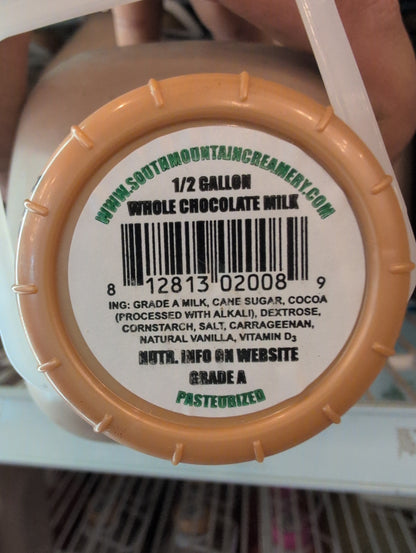 WWW.SOUTHMOUNTAINCREAMERY.COM
1/2 GALLON
WHOLE CHOCOLATE MILK
8 12813 02008 9
ING: GRADE A MILK, CANE SUGAR, COCOA
(PROCESSED WITH ALKALI), DEXTROSE,
CORNSTARCH, SALT, CARRAGEENAN,
NATURAL VANILLA, VITAMIN D₃
NUTR. INFO ON WEBSITE
GRADE A
PASTEURIZED